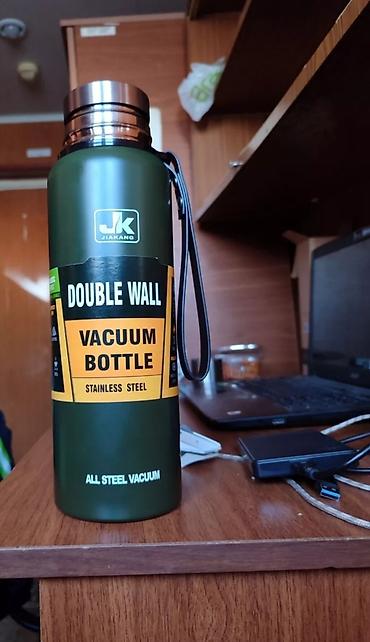 JK
JIAKANG
DOUBLE WALL
VACUUM
BOTTLE
STAINLESS STEEL
ALL STEEL VACUUM